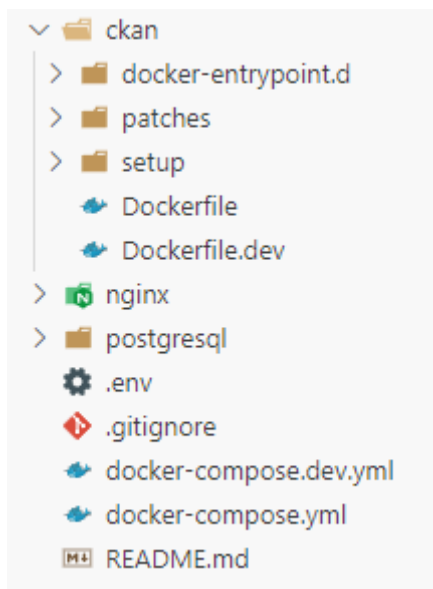 ckan
docker-entrypoint.d
patches
setup
Dockerfile
Dockerfile.dev
nginx
postgresql
.env
.gitignore
docker-compose.dev.yml
docker-compose.yml
README.md